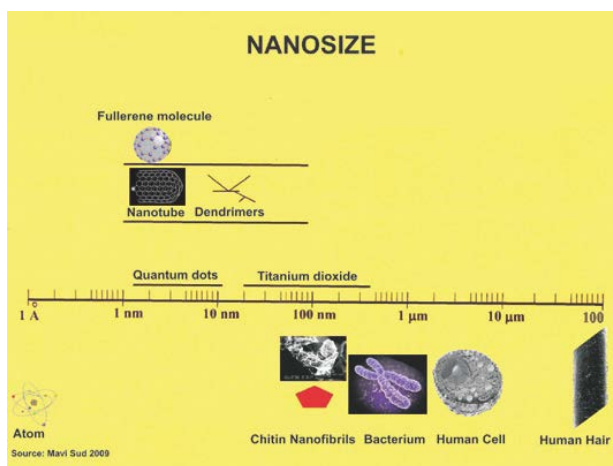 NANOSIZE
Fullerene molecule
Nanotube Dendrimers
Quantum dots Titanium dioxide
1 A 1 nm 10 nm 100 nm 1 µm 10 µm 100
Chitin Nanofibrils Bacterium Human Cell Human Hair
Atom
Source: Mavi Sud 2009